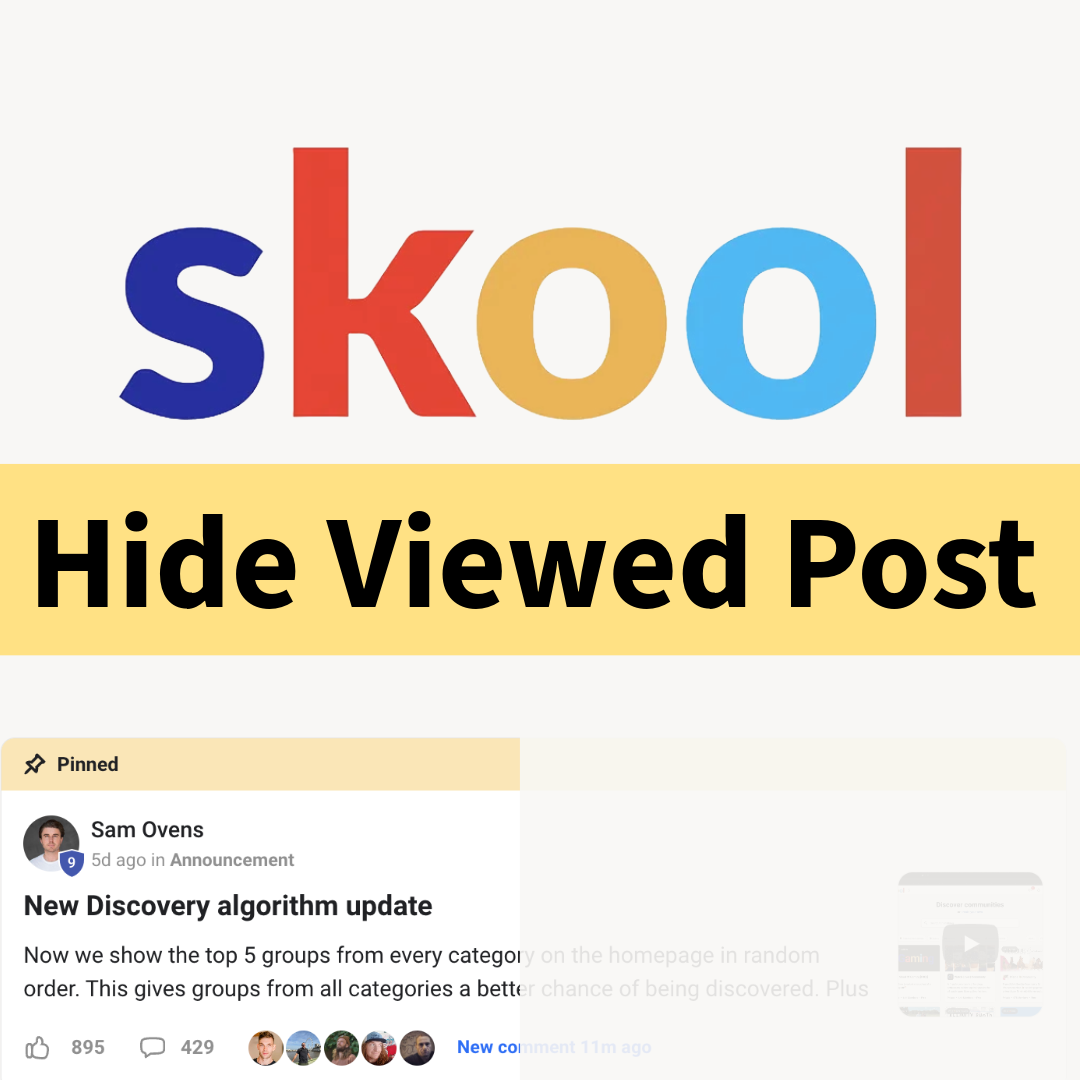 skool
Hide Viewed Post
Pinned
Sam Ovens
9
5d ago in Announcement
New Discovery algorithm update
Now we show the top 5 groups from every category on the homepage in random
order. This gives groups from all categories a better chance of being discovered. Plus
Discover communities
895
429
New comment 11m ago